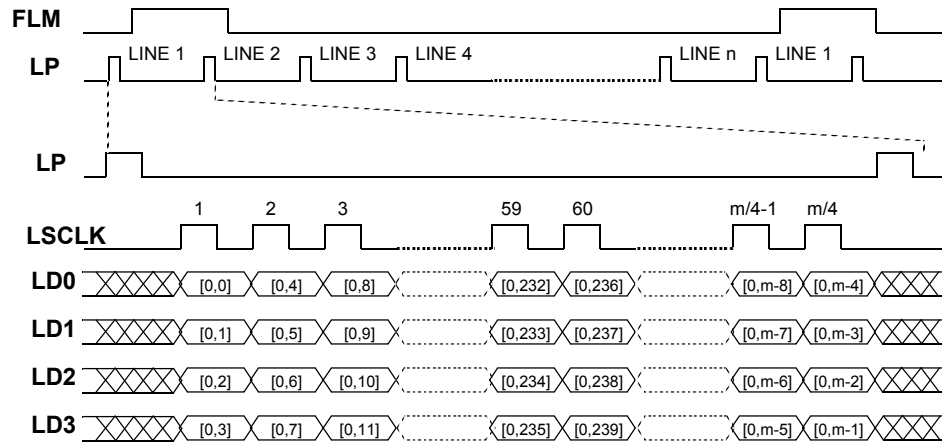 FLM
LP LINE 1 LINE 2 LINE 3 LINE 4 LINE n LINE 1
LP
1 2 3 59 60 m/4-1 m/4
LSCLK
LD0 [0,0] [0,4] [0,8] [0,232] [0,236] [0,m-8] [0,m-4]
LD1 [0,1] [0,5] [0,9] [0,233] [0,237] [0,m-7] [0,m-3]
LD2 [0,2] [0,6] [0,10] [0,234] [0,238] [0,m-6] [0,m-2]
LD3 [0,3] [0,7] [0,11] [0,235] [0,239] [0,m-5] [0,m-1]